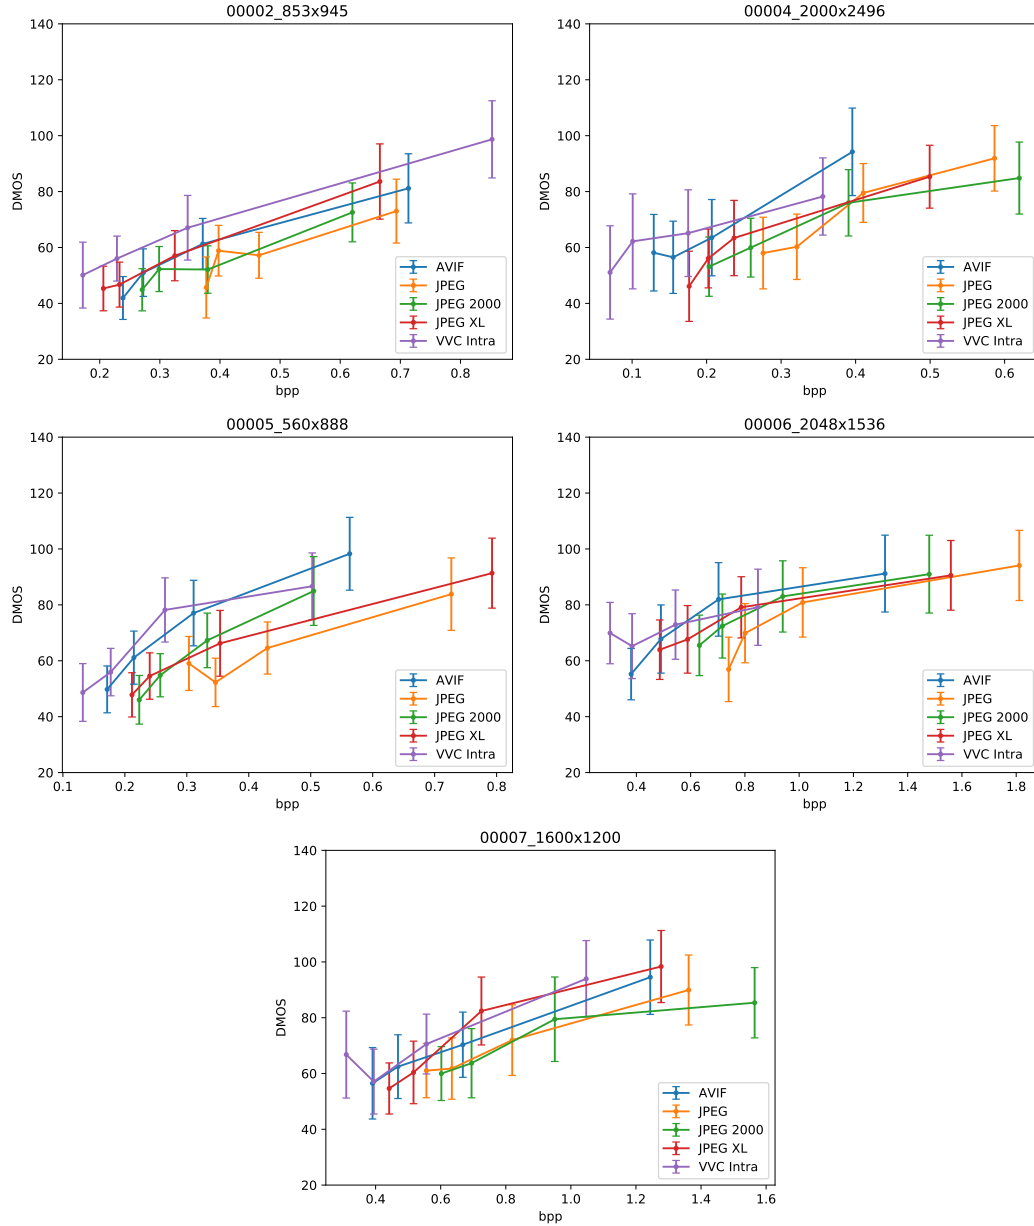 00002_853x945
140
120
100
80
60
40
20
DMOS
0.2 0.3 0.4 0.5 0.6 0.7 0.8
bpp
AVIF
JPEG
JPEG 2000
JPEG XL
VVC Intra
00004_2000x2496
140
120
100
80
60
40
20
DMOS
0.1 0.2 0.3 0.4 0.5 0.6
bpp
AVIF
JPEG
JPEG 2000
JPEG XL
VVC Intra
00005_560x888
140
120
100
80
60
40
20
DMOS
0.1 0.2 0.3 0.4 0.5 0.6 0.7 0.8
bpp
AVIF
JPEG
JPEG 2000
JPEG XL
VVC Intra
00006_2048x1536
140
120
100
80
60
40
20
DMOS
0.4 0.6 0.8 1.0 1.2 1.4 1.6 1.8
bpp
AVIF
JPEG
JPEG 2000
JPEG XL
VVC Intra
00007_1600x1200
140
120
100
80
60
40
20
DMOS
0.4 0.6 0.8 1.0 1.2 1.4 1.6
bpp
AVIF
JPEG
JPEG 2000
JPEG XL
VVC Intra